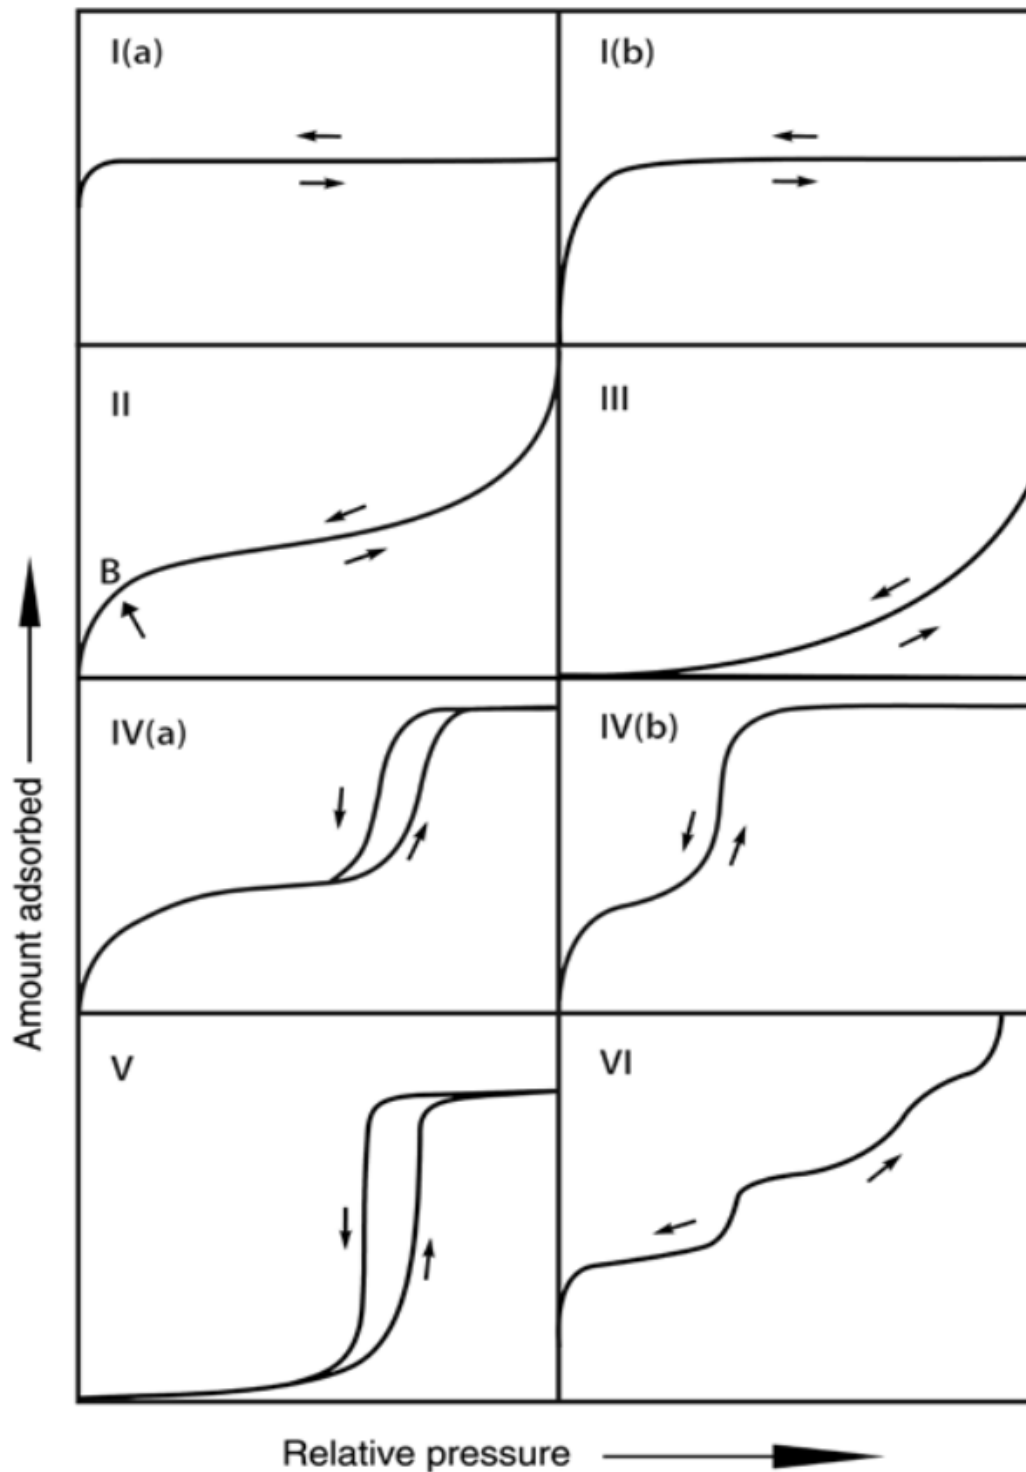 I(a)
I(b)
II
III
B
IV(a)
IV(b)
V
VI
Amount adsorbed
Relative pressure